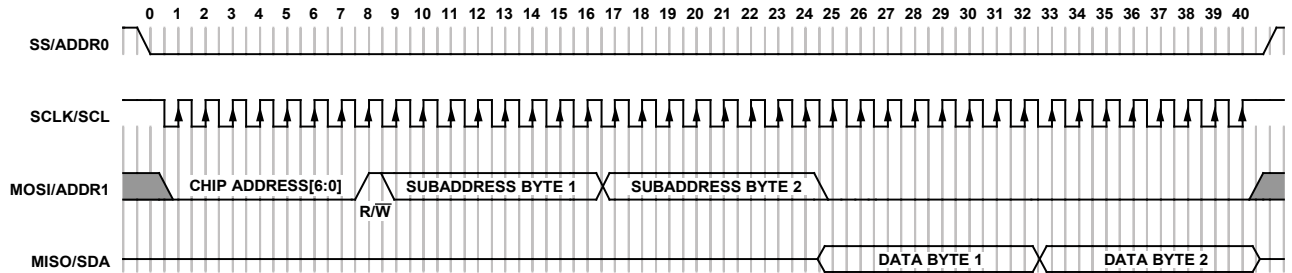 0 1 2 3 4 5 6 7 8 9 10 11 12 13 14 15 16 17 18 19 20 21 22 23 24 25 26 27 28 29 30 31 32 33 34 35 36 37 38 39 40
SS/ADDR0
SCLK/SCL
MOSI/ADDR1 CHIP ADDRESS[6:0] SUBADDRESS BYTE 1 SUBADDRESS BYTE 2
R/W̅
MISO/SDA DATA BYTE 1 DATA BYTE 2